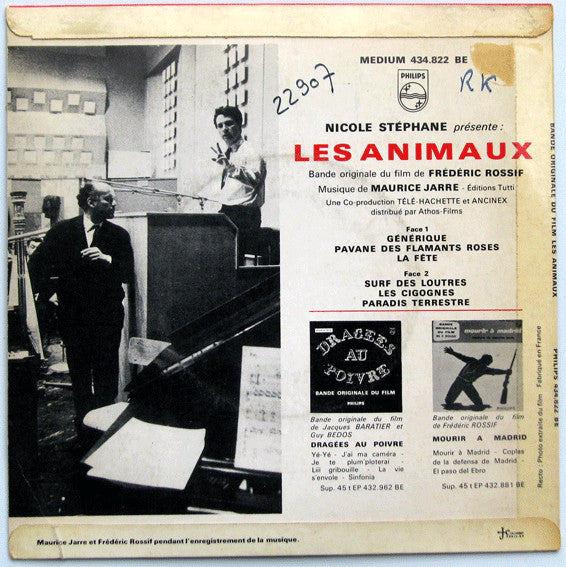 MEDIUM 434.822 BE
PHILIPS
22907
RK
NICOLE STÉPHANE présente :
LES ANIMAUX
Bande originale du film de FRÉDÉRIC ROSSIF
Musique de MAURICE JARRE - Éditions Tutti
Une Co-production TÉLÉ-HACHETTE et ANCINEX
distribué par Athos-Films
Face 1
GÉNÉRIQUE
PAVANE DES FLAMANTS ROSES
LA FÊTE
Face 2
SURF DES LOUTRES
LES CIGOGNES
PARADIS TERRESTRE
DRAGÉES
AU
POIVRE
BANDE ORIGINALE DU FILM
PHILIPS
Bande originale du film
de Jacques BARATIER et
Guy BEDOS
DRAGÉES AU POIVRE
Yé-Yé - J'ai ma caméra -
Je te plum'ploterai -
Liii gribouille - La vie
s'envole - Sinfonia
Sup. 45 t EP 432.962 BE
mourir à madrid
Bande originale du film
de Frédéric ROSSIF
MOURIR A MADRID
Mourir à Madrid - Coplas
de la defensa de Madrid -
El paso del Ebro
Sup. 45 t EP 432.881 BE
BANDE ORIGINALE DU FILM LES ANIMAUX
PHILIPS 434.822 BE
Recto : Photo extraite du film Fabriqué en France
Maurice Jarre et Frédéric Rossif pendant l'enregistrement de la musique.